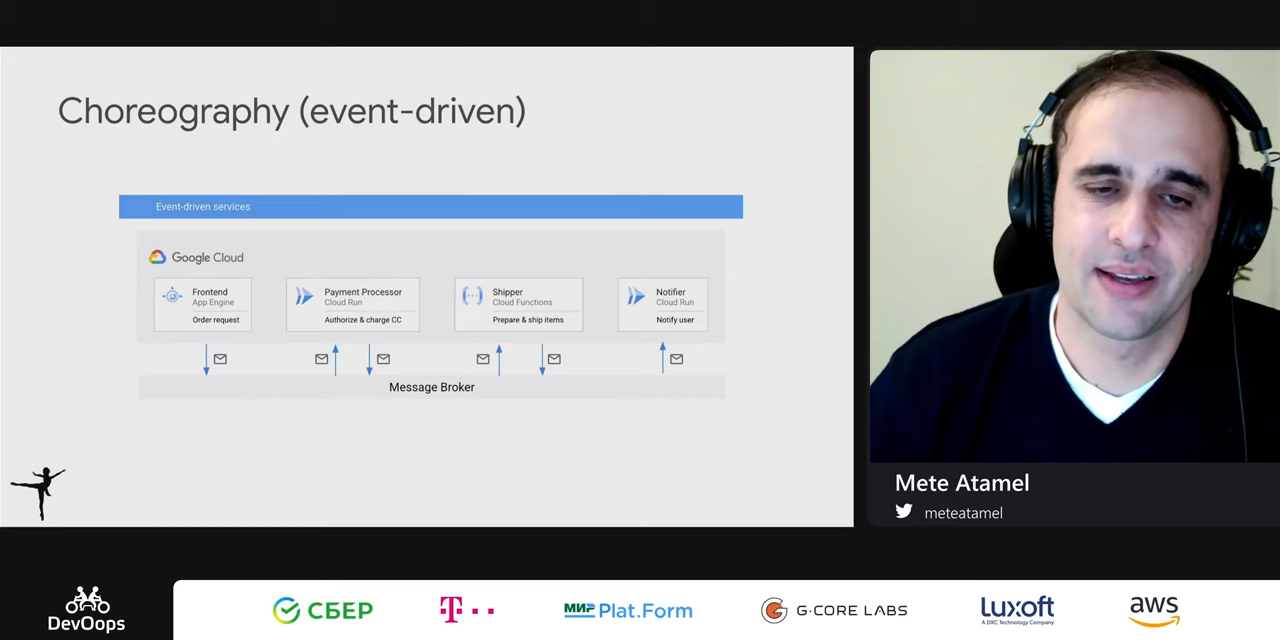 Choreography (event-driven)
Event-driven services
Google Cloud
Frontend
App Engine
Order request
Payment Processor
Cloud Run
Authorize & charge CC
Shipper
Cloud Functions
Prepare & ship items
Notifier
Cloud Run
Notify user
Message Broker
Mete Atamel
meteatamel
DevOops
СБЕР
T
МИР Plat.Form
G·CORE LABS
Luxoft
A DXC Technology Company
aws